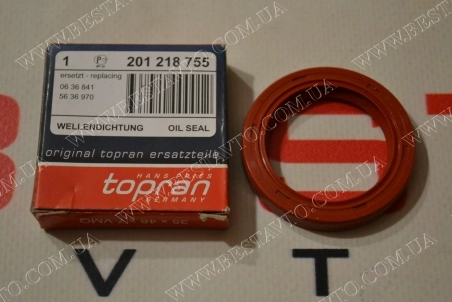 1 201 218 755
ersetzt - replacing
06 36 841
56 36 970
WELLENDICHTUNG OIL SEAL
original topran ersatzteile
HANS PRIES
topran
GERMANY
V T
WWW.BESTAVTO.COM.UA